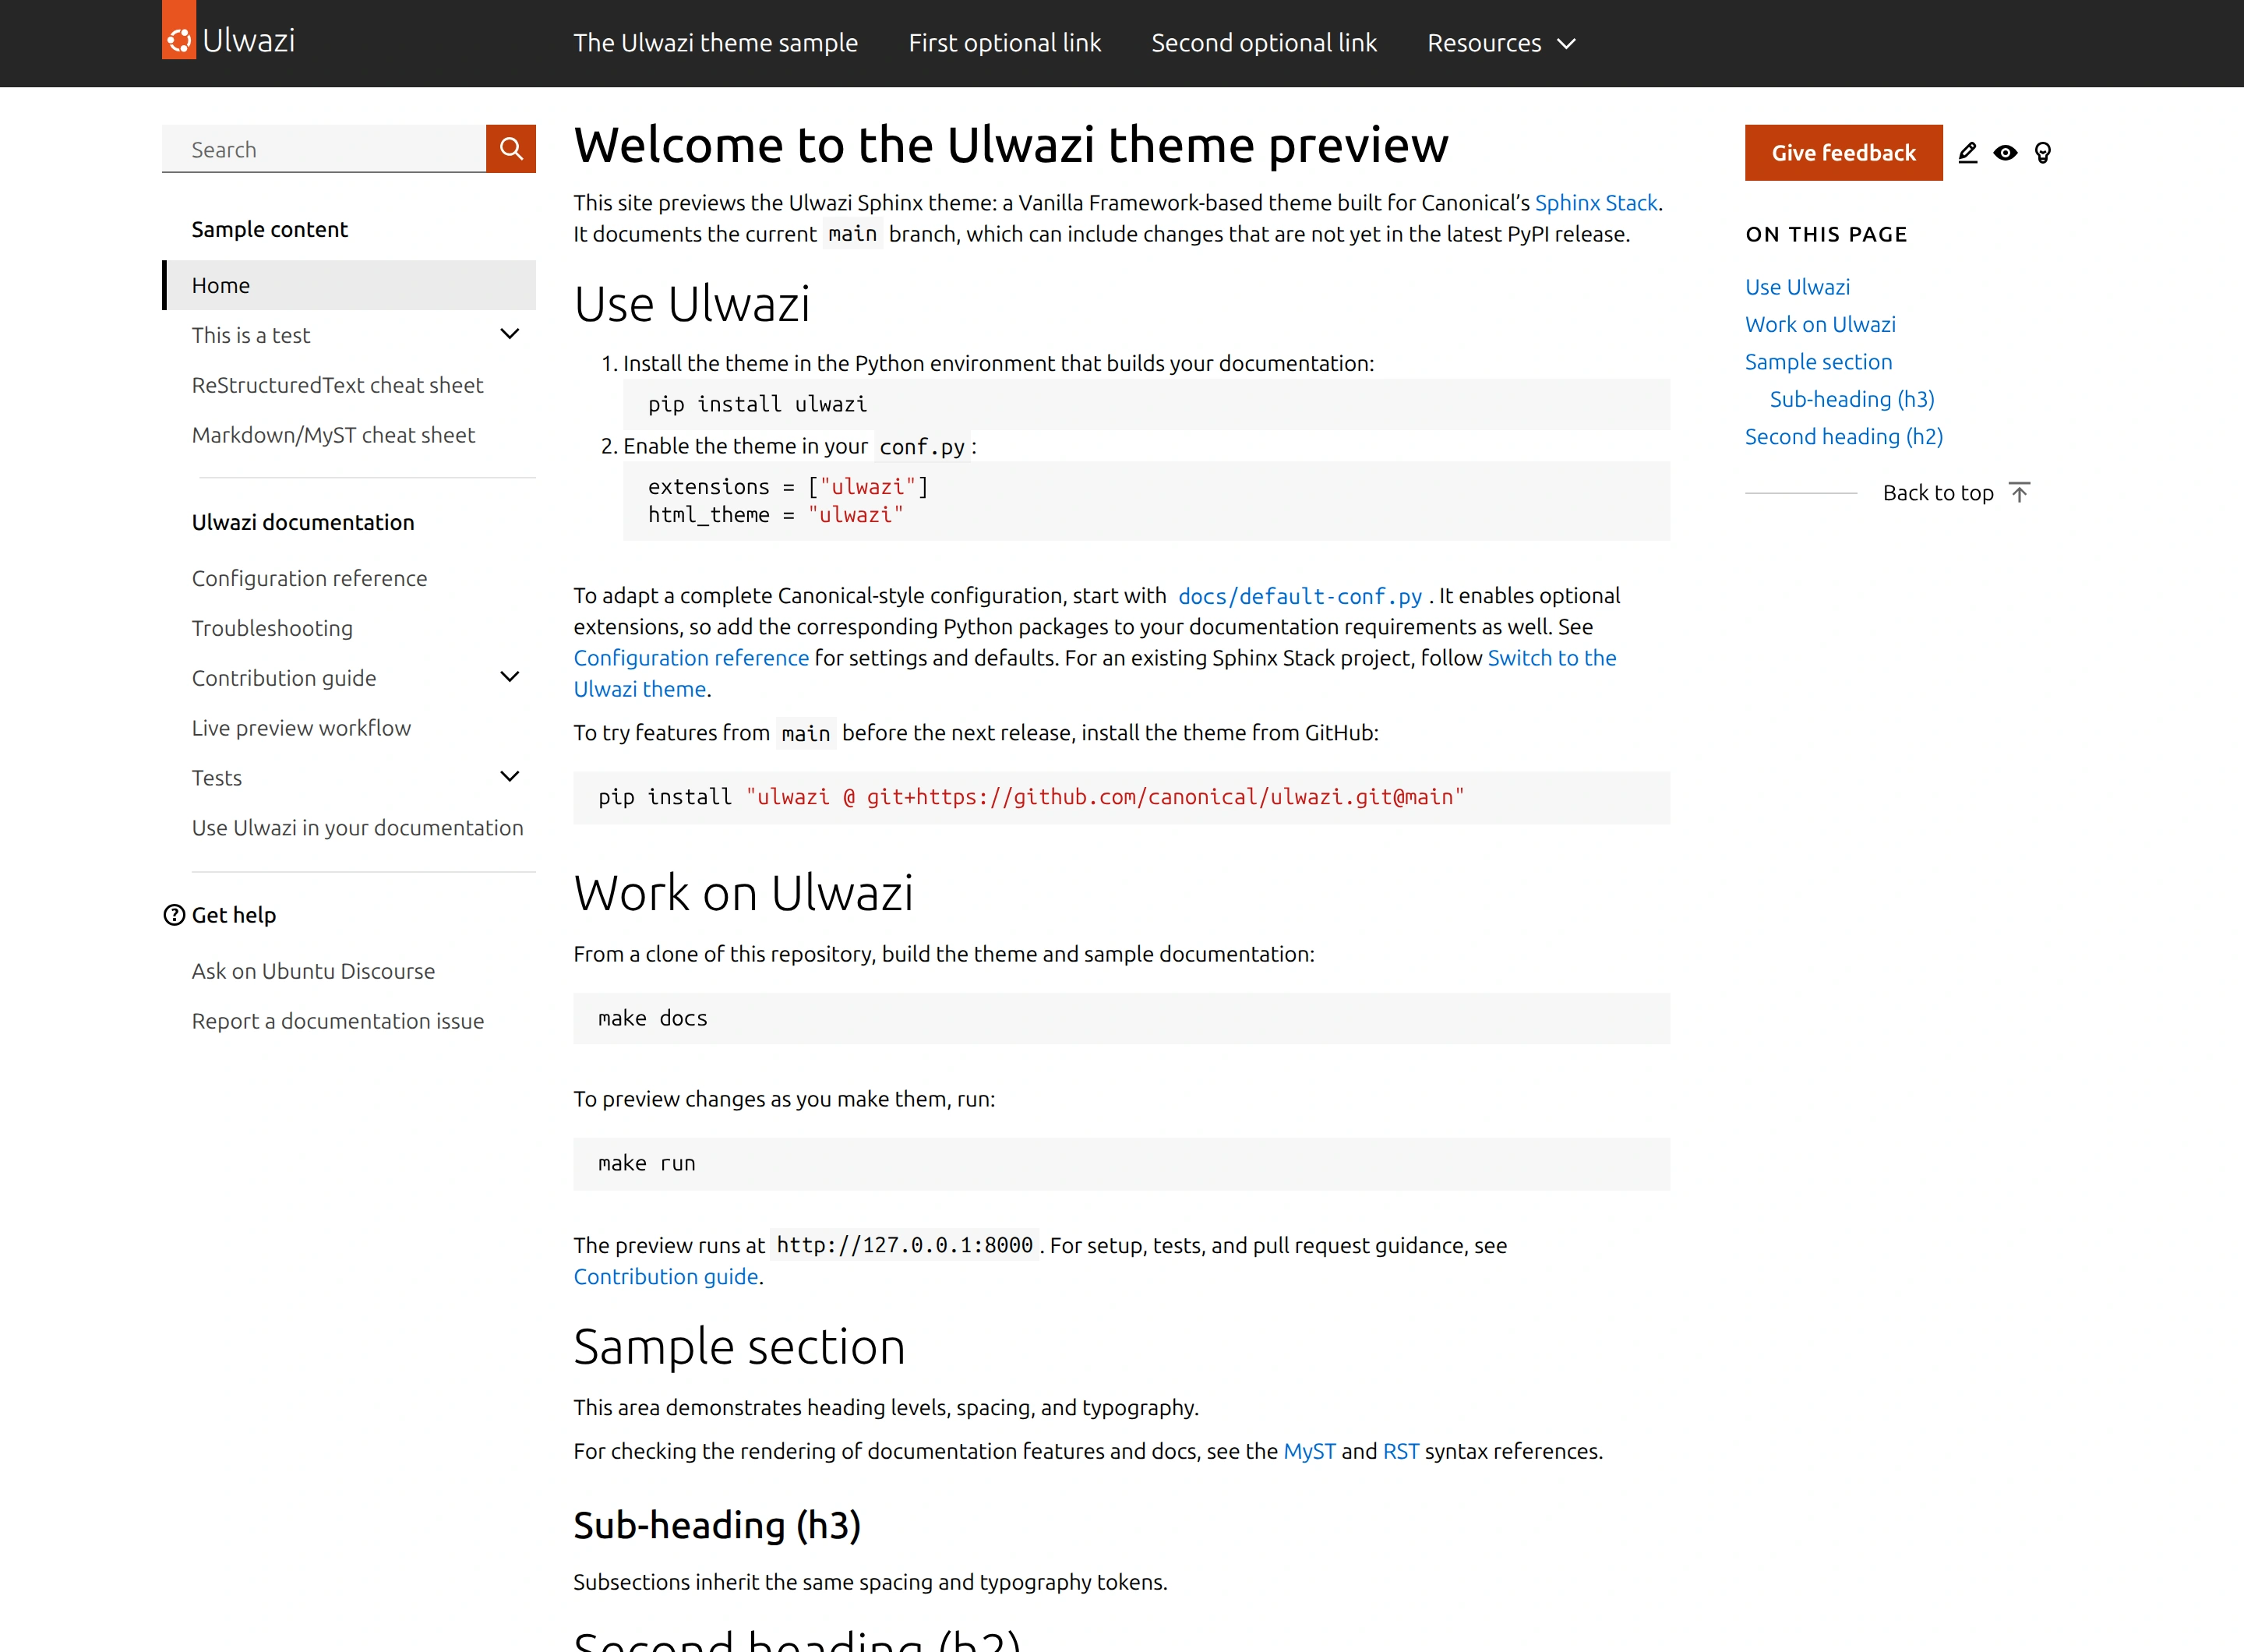 Ulwazi
The Ulwazi theme sample
First optional link
Second optional link
Resources
Search
Sample content
Home
This is a test
ReStructuredText cheat sheet
Markdown/MyST cheat sheet
Ulwazi documentation
Configuration reference
Troubleshooting
Contribution guide
Live preview workflow
Tests
Use Ulwazi in your documentation
Get help
Ask on Ubuntu Discourse
Report a documentation issue
Welcome to the Ulwazi theme preview
This site previews the Ulwazi Sphinx theme: a Vanilla Framework-based theme built for Canonical’s Sphinx Stack.
It documents the current main branch, which can include changes that are not yet in the latest PyPI release.
Use Ulwazi
1. Install the theme in the Python environment that builds your documentation:
pip install ulwazi
2. Enable the theme in your conf.py:
extensions = ["ulwazi"]
html_theme = "ulwazi"
To adapt a complete Canonical-style configuration, start with docs/default-conf.py. It enables optional
extensions, so add the corresponding Python packages to your documentation requirements as well. See
Configuration reference for settings and defaults. For an existing Sphinx Stack project, follow Switch to the
Ulwazi theme.
To try features from main before the next release, install the theme from GitHub:
pip install "ulwazi @ git+https://github.com/canonical/ulwazi.git@main"
Work on Ulwazi
From a clone of this repository, build the theme and sample documentation:
make docs
To preview changes as you make them, run:
make run
The preview runs at http://127.0.0.1:8000. For setup, tests, and pull request guidance, see
Contribution guide.
Sample section
This area demonstrates heading levels, spacing, and typography.
For checking the rendering of documentation features and docs, see the MyST and RST syntax references.
Sub-heading (h3)
Subsections inherit the same spacing and typography tokens.
Second heading (h2)
Give feedback
ON THIS PAGE
Use Ulwazi
Work on Ulwazi
Sample section
Sub-heading (h3)
Second heading (h2)
Back to top